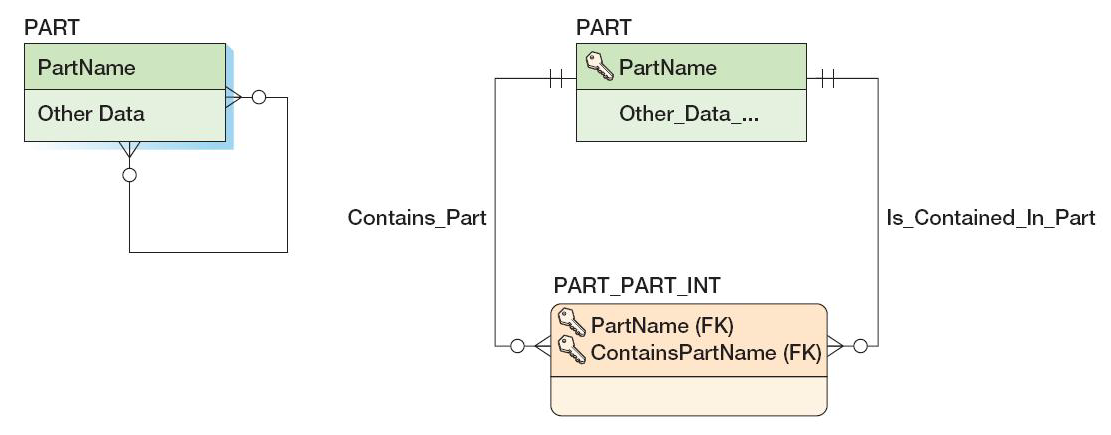 PART
PartName
Other Data
PART
PartName
Other_Data_...
Contains_Part
Is_Contained_In_Part
PART_PART_INT
PartName (FK)
ContainsPartName (FK)